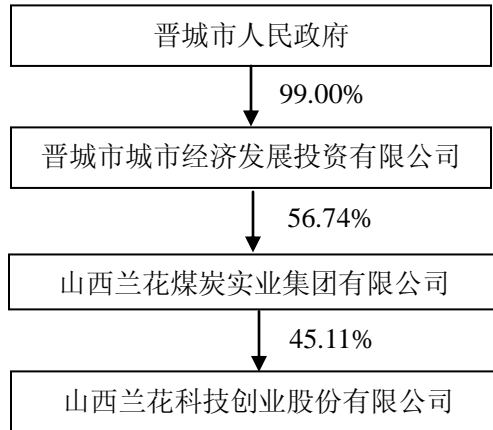 晋城市人民政府
99.00%
晋城市城市经济发展投资有限公司
56.74%
山西兰花煤炭实业集团有限公司
45.11%
山西兰花科技创业股份有限公司